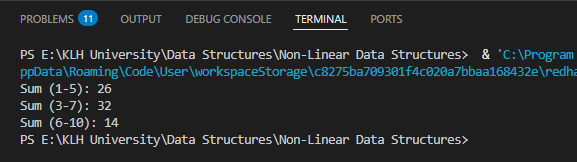 PROBLEMS 11 OUTPUT DEBUG CONSOLE TERMINAL PORTS
PS E:\KLH University\Data Structures\Non-Linear Data Structures> & 'C:\Program
ppData\Roaming\Code\User\workspaceStorage\c8275ba709301f4c020a7bbaa168432e\redha
Sum (1-5): 26
Sum (3-7): 32
Sum (6-10): 14
PS E:\KLH University\Data Structures\Non-Linear Data Structures>